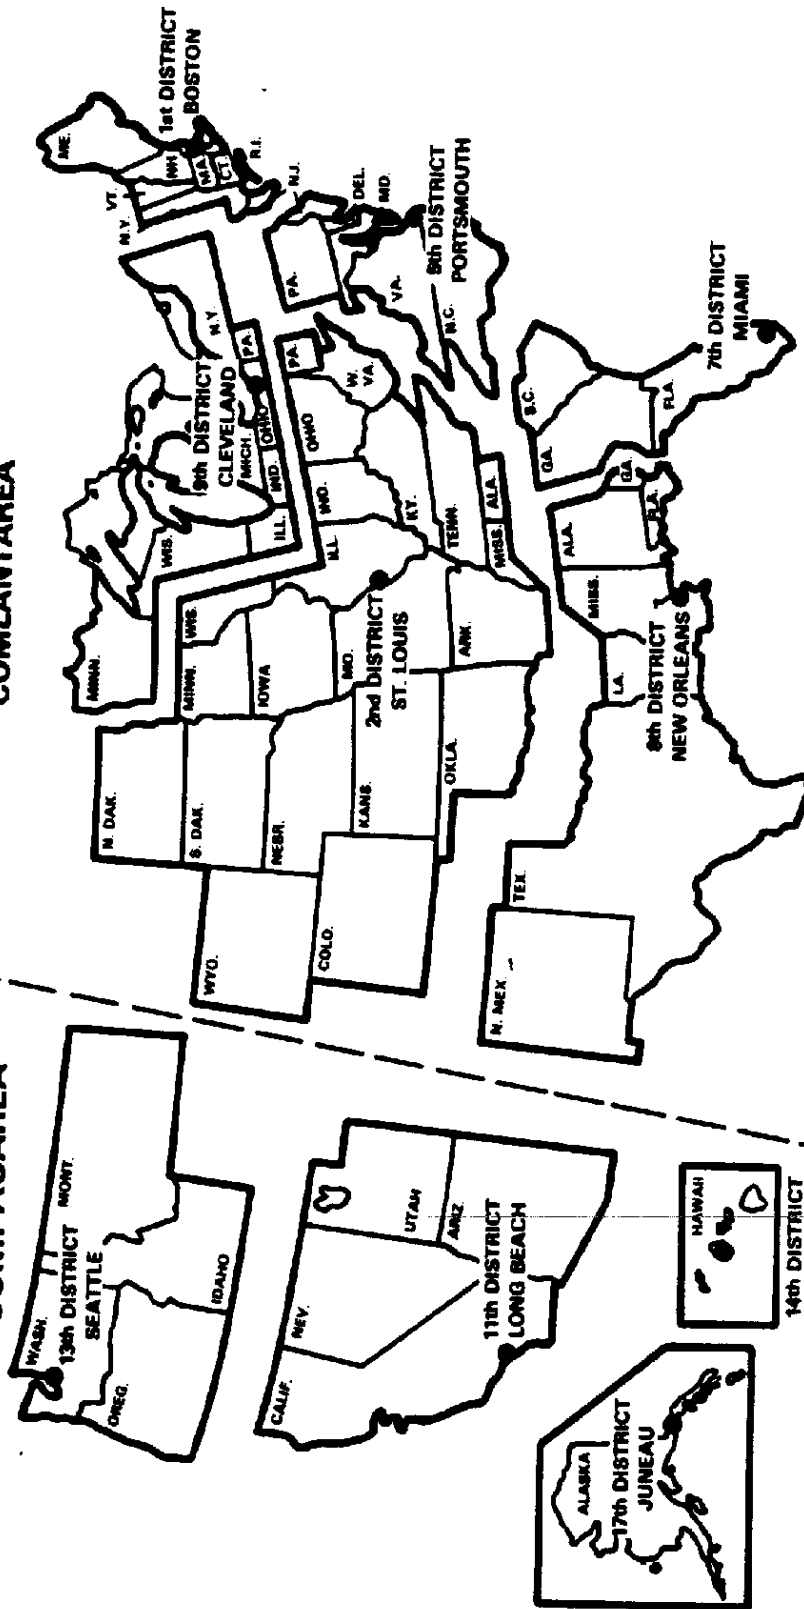 COMLANTAREA
ME.
1st DISTRICT
BOSTON
VT.
NH
N.Y.
MA.
CT.
R.I.
N.J.
N.Y.
PA.
DEL.
MD.
PA.
PA.
VA.
N.C.
PORTSMOUTH
9th DISTRICT
CLEVELAND
MICH.
OHIO
IND.
ILL.
WIS.
MINN.
OHIO
W.
VA.
IND.
ILL.
KY.
TENN.
MISS.
ALA.
S.C.
GA.
FLA.
7th DISTRICT
MIAMI
MINN.
WIS.
IOWA
MO.
2nd DISTRICT
ST. LOUIS
ARK.
N. DAK.
S. DAK.
NEBR.
KANS.
OKLA.
WYO.
COLO.
ALA.
GA.
FLA.
MISS.
LA.
8th DISTRICT
NEW ORLEANS
TEX.
N. MEX.
WASH.
MONT.
13th DISTRICT
SEATTLE
OREG.
IDAHO
CALIF.
NEV.
UTAH
ARIZ.
11th DISTRICT
LONG BEACH
ALASKA
17th DISTRICT
JUNEAU
HAWAII
14th DISTRICT